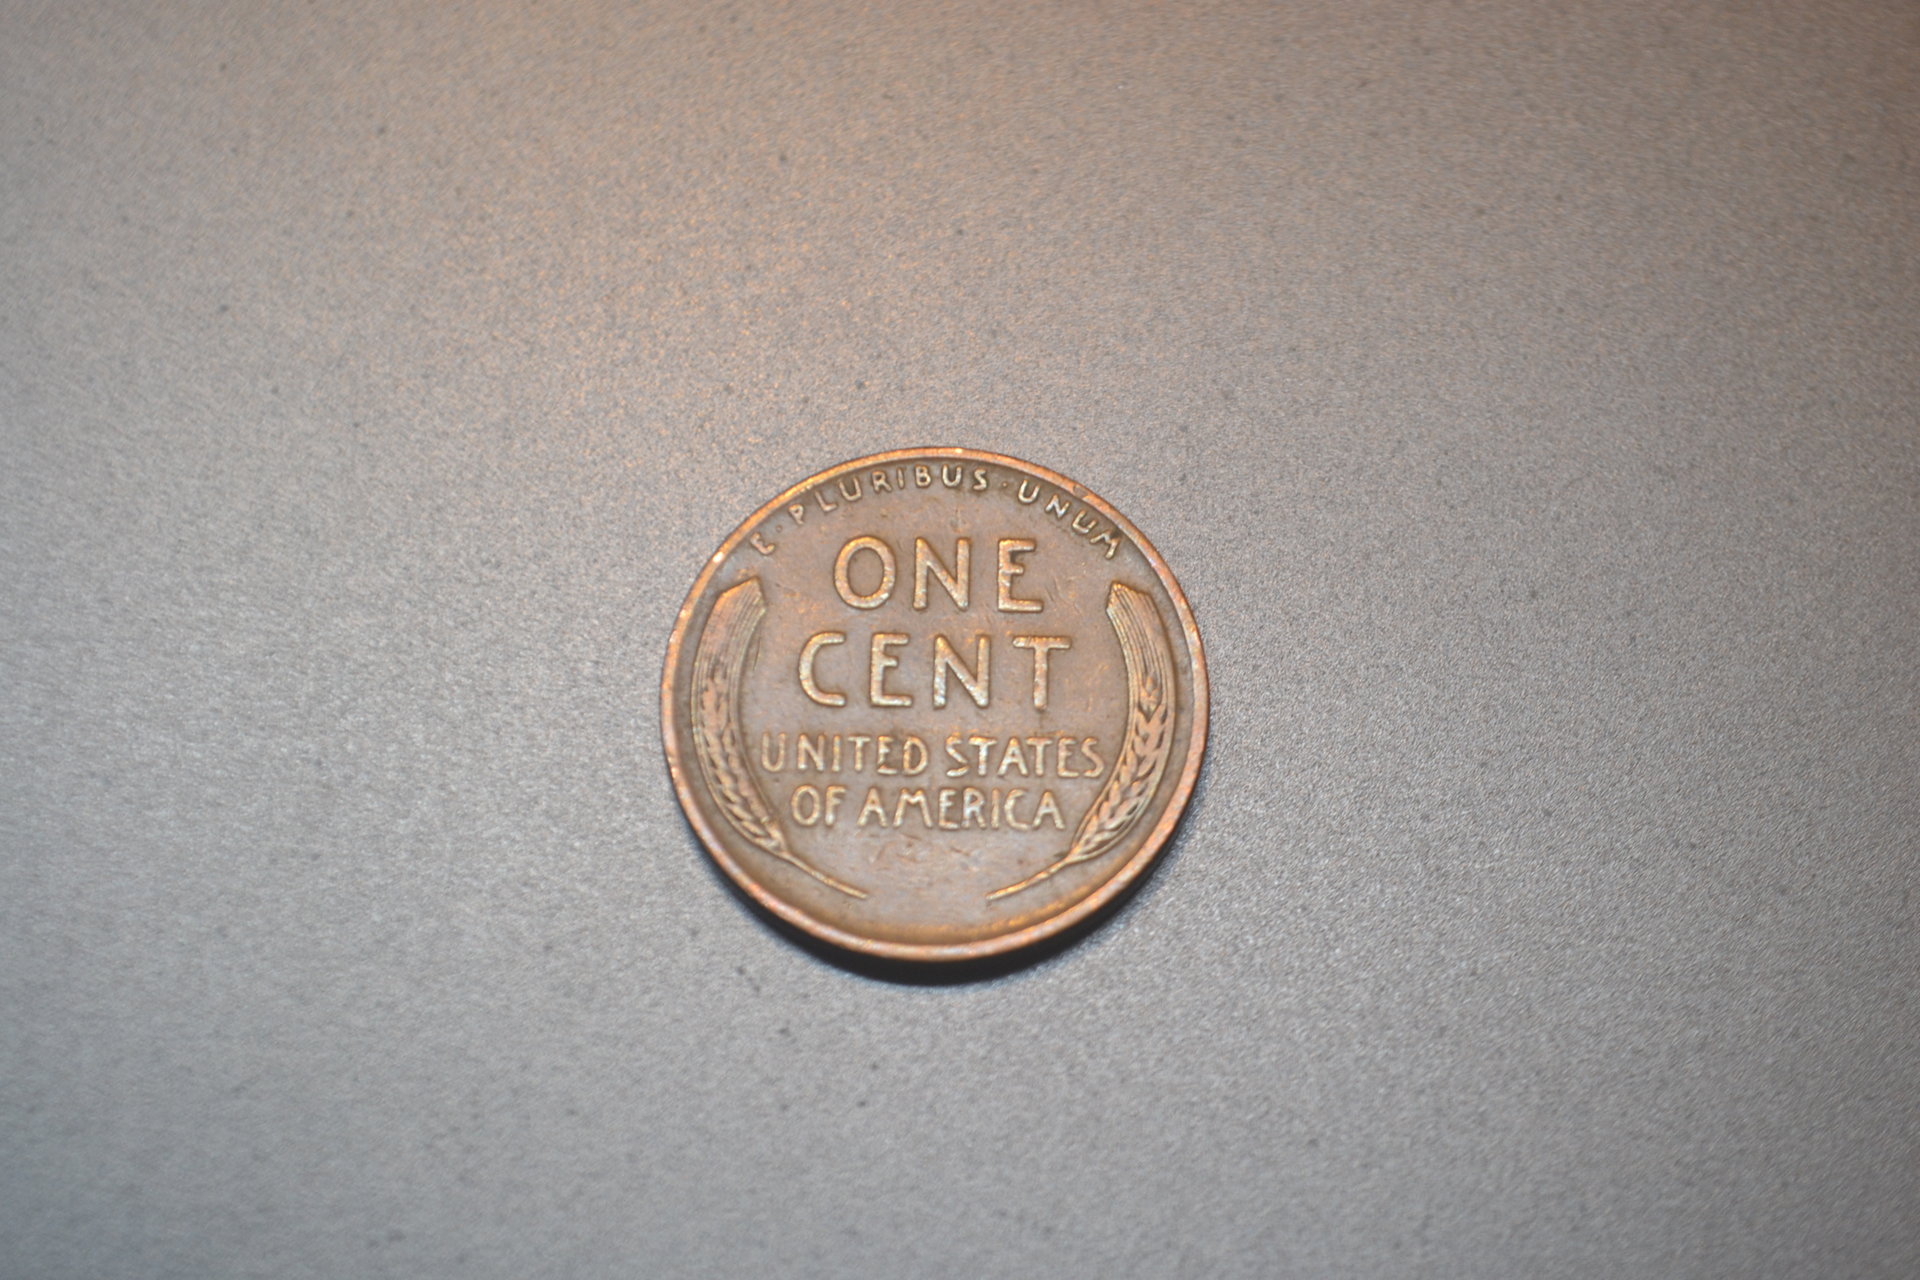 E·PLURIBUS·UNUM
ONE
CENT
UNITED STATES
OF AMERICA